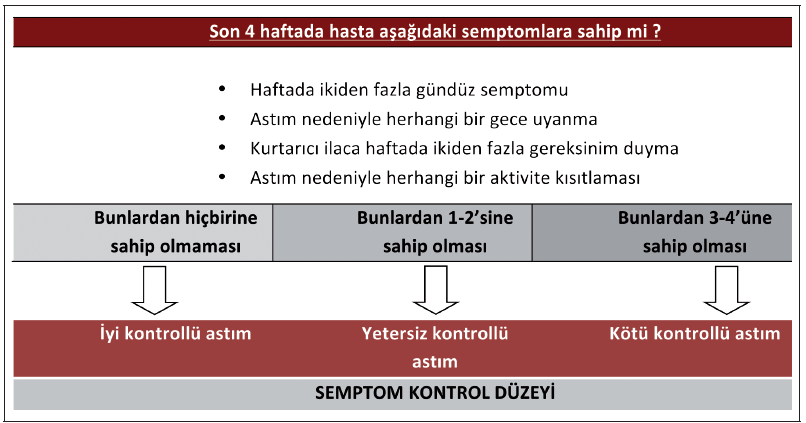 Son 4 haftada hasta aşağıdaki semptomlara sahip mi ?
• Haftada ikiden fazla gündüz semptomu
• Astım nedeniyle herhangi bir gece uyanma
• Kurtarıcı ilaca haftada ikiden fazla gereksinim duyma
• Astım nedeniyle herhangi bir aktivite kısıtlaması
Bunlardan hiçbirine
sahip olmaması
Bunlardan 1-2’sine
sahip olması
Bunlardan 3-4’üne
sahip olması
İyi kontrollü astım
Yetersiz kontrollü
astım
Kötü kontrollü astım
SEMPTOM KONTROL DÜZEYİ